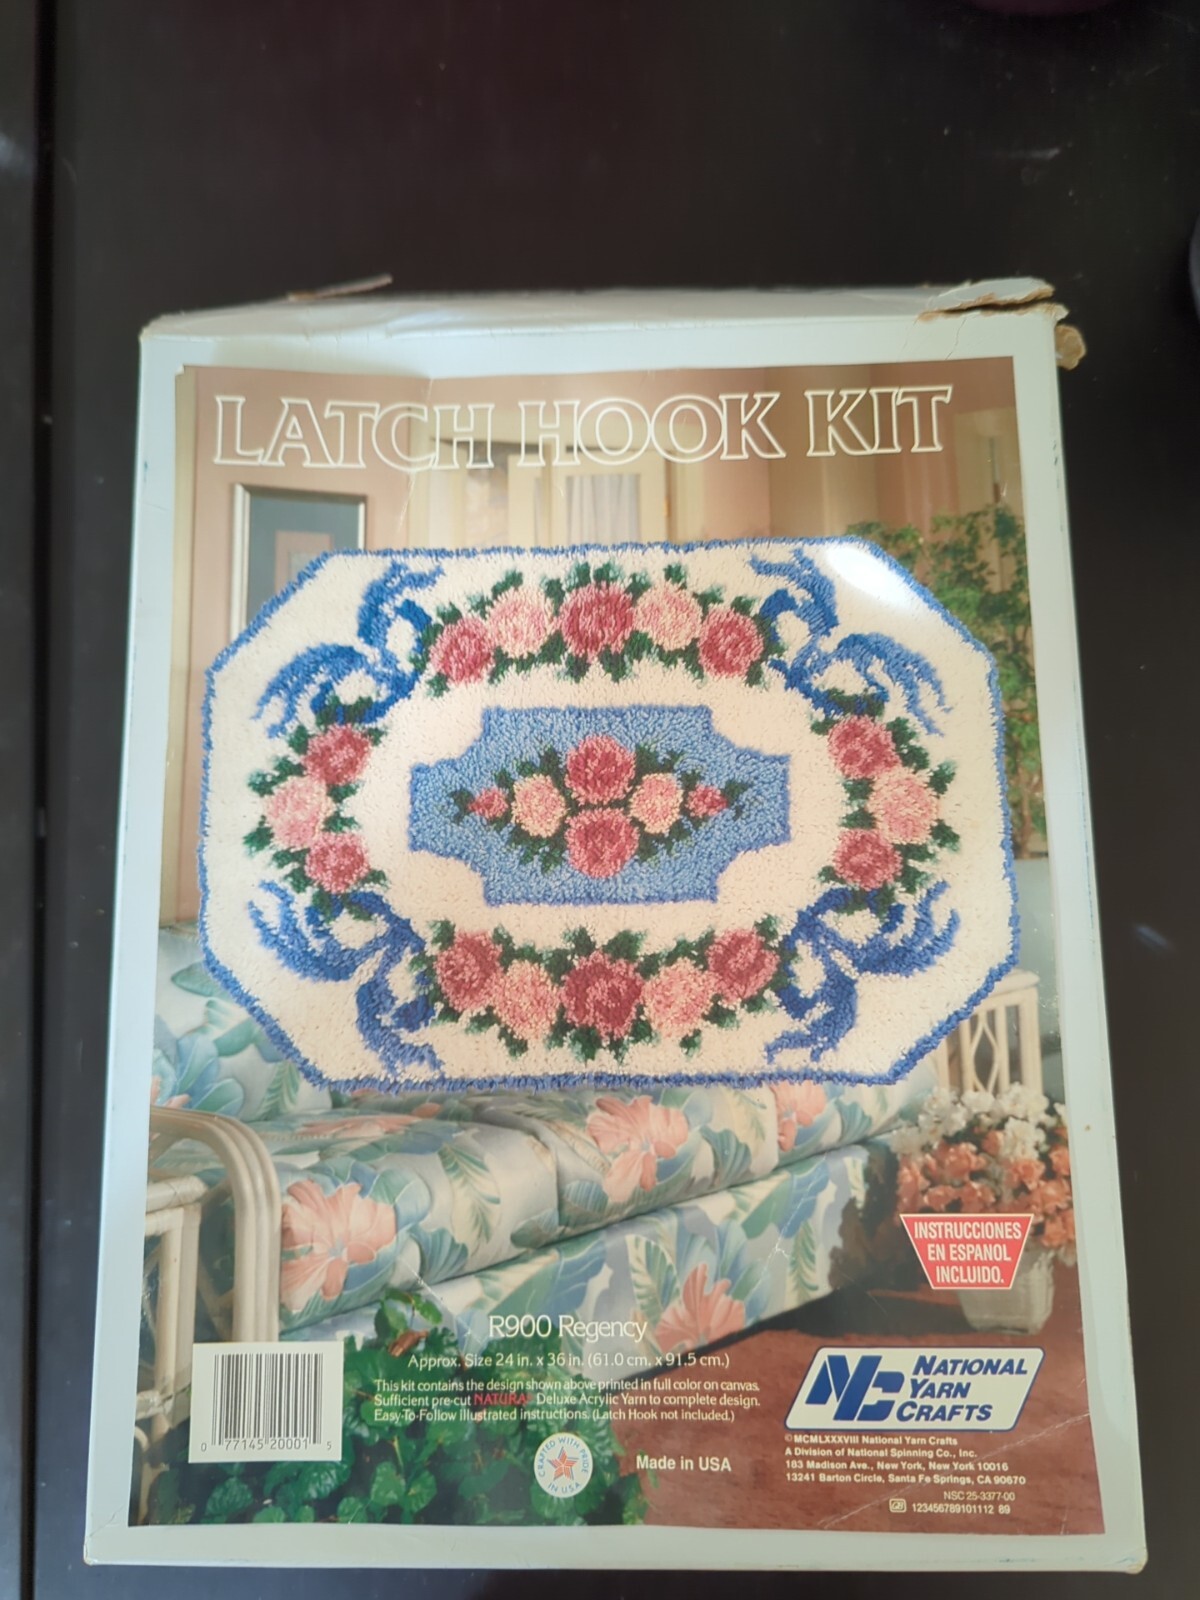 LATCH HOOK KIT
INSTRUCCIONES
EN ESPANOL
INCLUIDO.
R900 Regency
Approx. Size 24 in. x 36 in. (61.0 cm. x 91.5 cm.)
This kit contains the design shown above printed in full color on canvas.
Sufficient pre-cut NATURA Deluxe Acrylic Yarn to complete design.
Easy-To-Follow illustrated instructions. (Latch Hook not included.)
0 77145 20001 5
CRAFTED WITH PRIDE
IN U.S.A.
Made in USA
NYC
NATIONAL
YARN
CRAFTS
©MCMLXXXVIII National Yarn Crafts
A Division of National Spinning Co., Inc.
183 Madison Ave., New York, New York 10016
13241 Barton Circle, Santa Fe Springs, CA 90670
NSC 25-3377-00
123456789101112 89